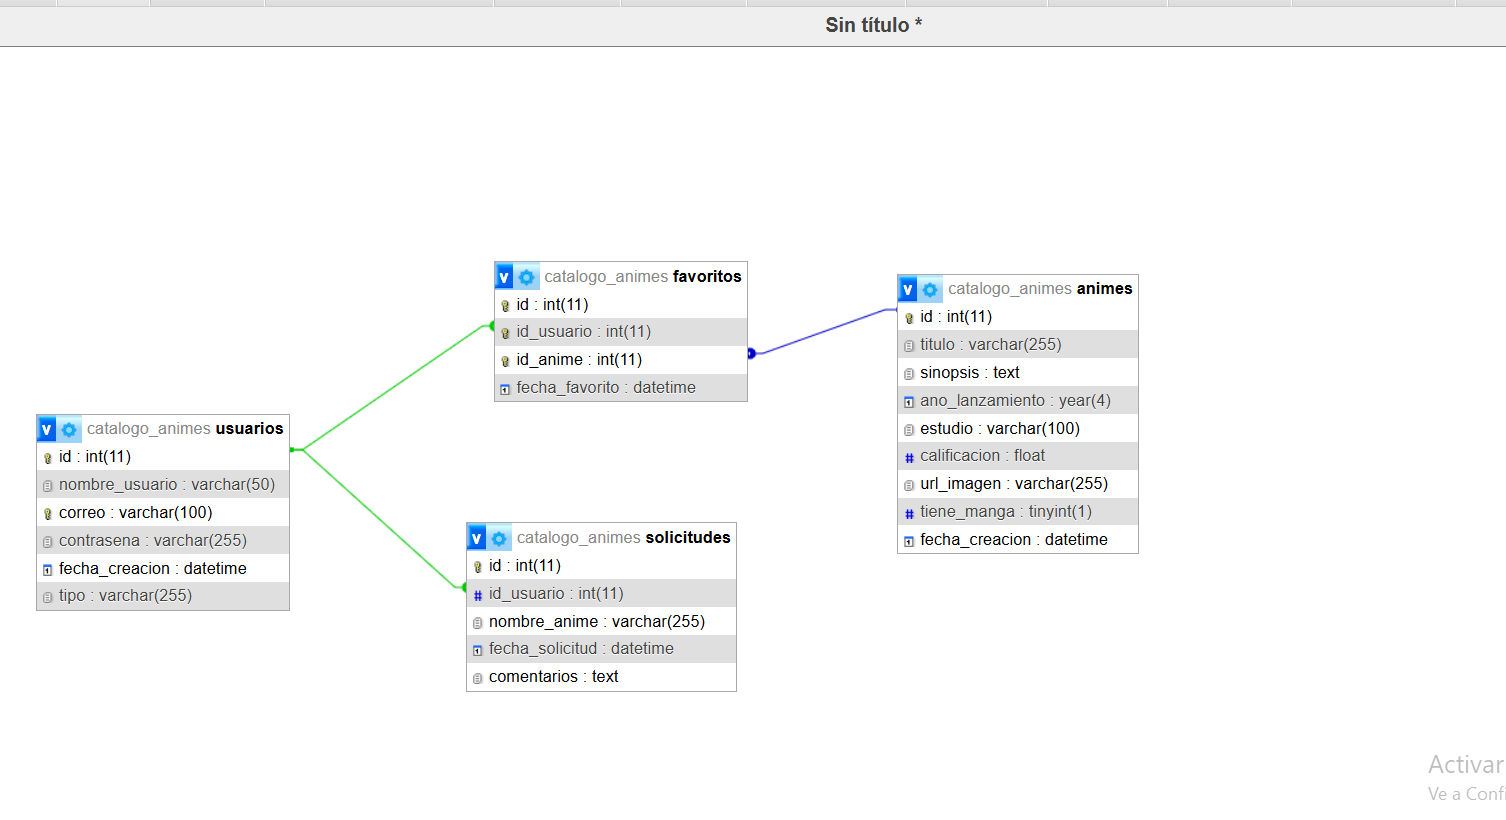 Sin título *
catalogo_animes favoritos
id : int(11)
id_usuario : int(11)
id_anime : int(11)
fecha_favorito : datetime
catalogo_animes animes
id : int(11)
titulo : varchar(255)
sinopsis : text
ano_lanzamiento : year(4)
estudio : varchar(100)
calificacion : float
url_imagen : varchar(255)
tiene_manga : tinyint(1)
fecha_creacion : datetime
catalogo_animes usuarios
id : int(11)
nombre_usuario : varchar(50)
correo : varchar(100)
contrasena : varchar(255)
fecha_creacion : datetime
tipo : varchar(255)
catalogo_animes solicitudes
id : int(11)
id_usuario : int(11)
nombre_anime : varchar(255)
fecha_solicitud : datetime
comentarios : text
Activar
Ve a Confi